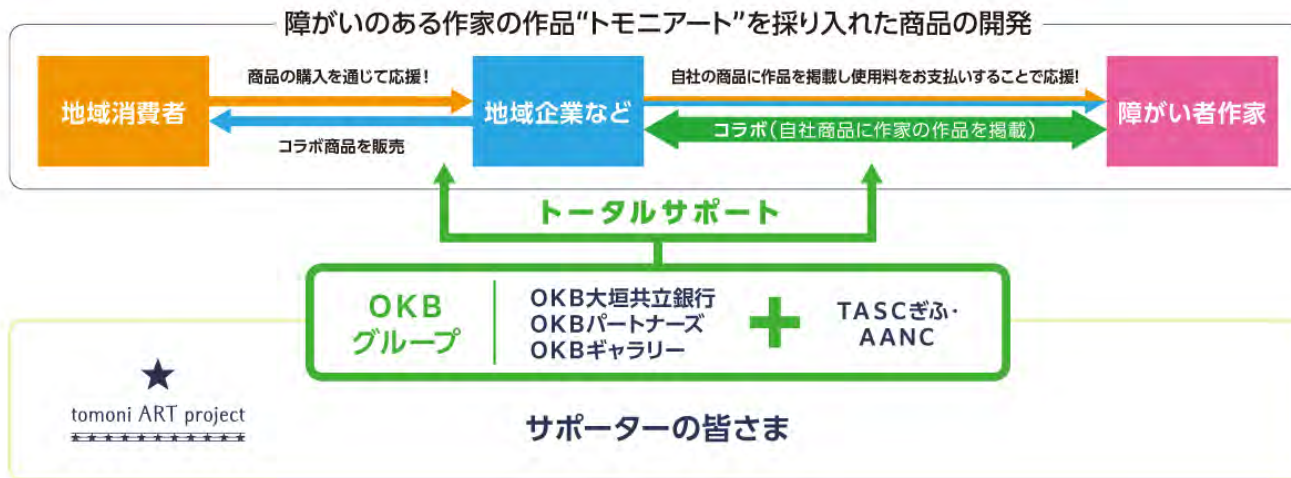 障がいのある作家の作品“トモニアート”を採り入れた商品の開発
地域消費者
商品の購入を通じて応援!
コラボ商品を販売
地域企業など
自社の商品に作品を掲載し使用料をお支払いすることで応援!
コラボ(自社商品に作家の作品を掲載)
障がい者作家
トータルサポート
OKB
グループ
OKB大垣共立銀行
OKBパートナーズ
OKBギャラリー
TASCぎふ・
AANC
tomoni ART project
サポーターの皆さま